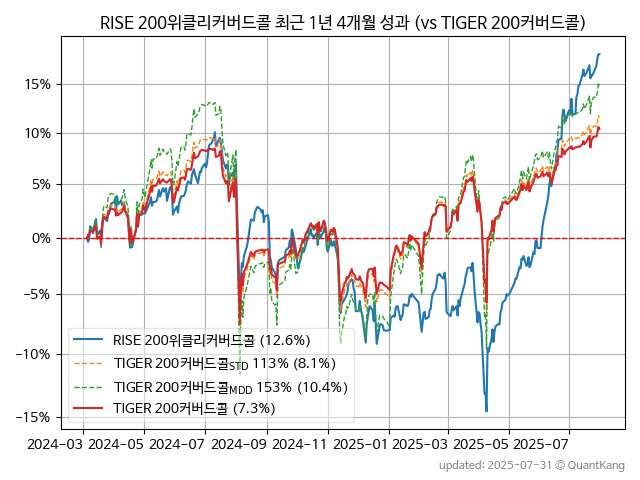 RISE 200위클리커버드콜 최근 1년 4개월 성과 (vs TIGER 200커버드콜)
15%
10%
5%
0%
−5%
−10%
−15%
RISE 200위클리커버드콜 (12.6%)
TIGER 200커버드콜STD 113% (8.1%)
TIGER 200커버드콜MDD 153% (10.4%)
TIGER 200커버드콜 (7.3%)
2024-03 2024-05 2024-07 2024-09 2024-11 2025-01 2025-03 2025-05 2025-07
updated: 2025-07-31 © QuantKang